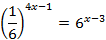 (1/6)^{4x−1} = 6^{x−3}